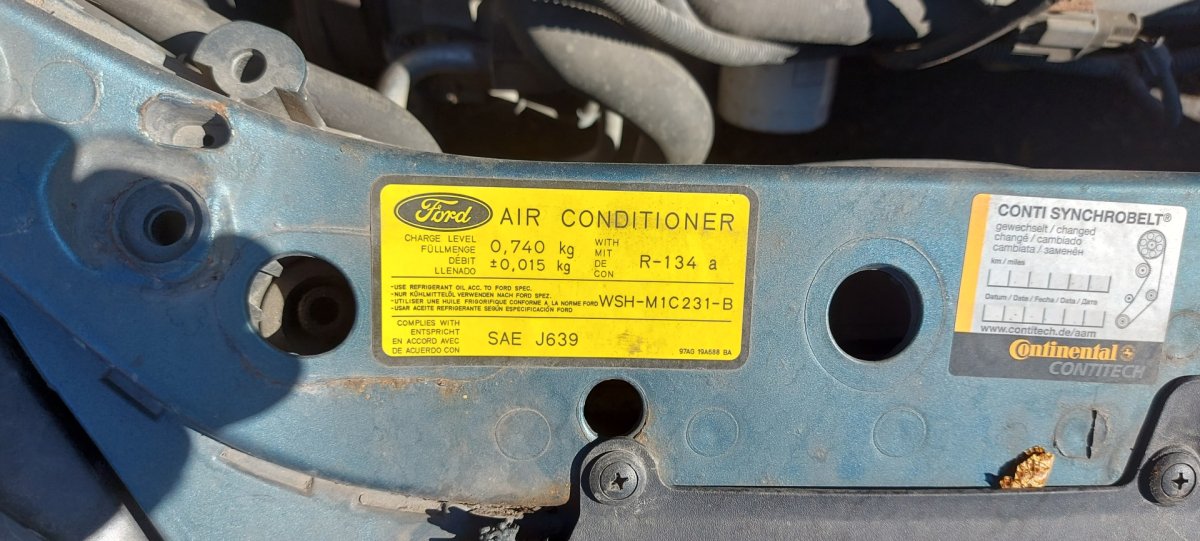 Ford AIR CONDITIONER
CHARGE LEVEL
FÜLLMENGE
DÉBIT
LLENADO
0,740 kg
±0,015 kg
WITH
MIT
DE
CON
R-134 a
-USE REFRIGERANT OIL ACC. TO FORD SPEC.
-NUR KÜHLMITTELÖL VERWENDEN NACH FORD SPEZ.
-UTILISER UNE HUILE FRIGORIFIQUE CONFORME A LA NORME FORD
-USAR ACEITE REFRIGERANTE SEGÚN ESPECIFICACIÓN FORD
WSH-M1C231-B
COMPLIES WITH
ENTSPRICHT
EN ACCORD AVEC
DE ACUERDO CON
SAE J639
97AG 19A688 BA
CONTI SYNCHROBELT®
gewechselt / changed
changé / cambiado
cambiata / заменён
km / miles
Datum / Date / Fecha / Data / Дата
www.contitech.de/aam
Continental
CONTITECH